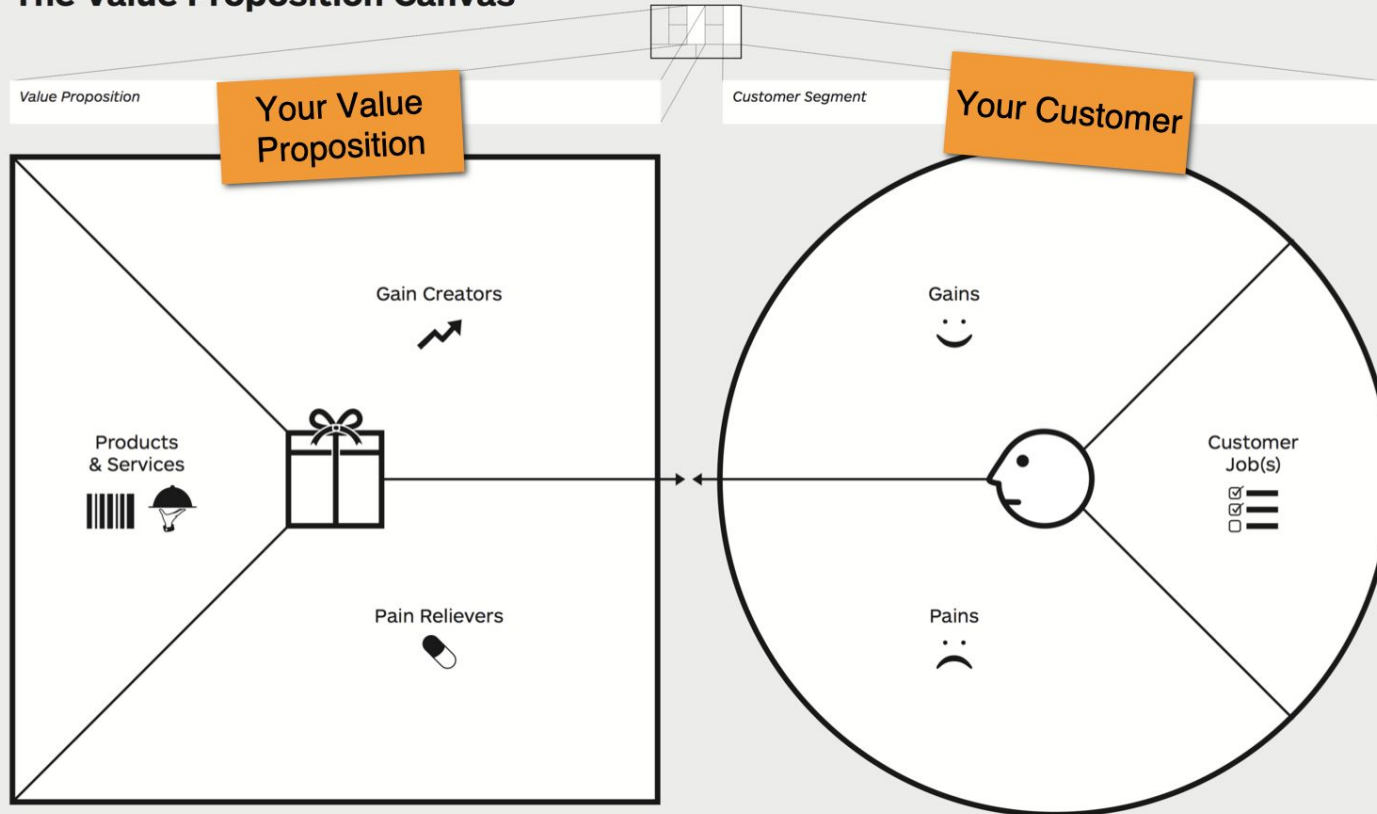 The Value Proposition Canvas
Value Proposition
Your Value
Proposition
Customer Segment
Your Customer
Gain Creators
Products
& Services
Pain Relievers
Gains
Customer
Job(s)
Pains